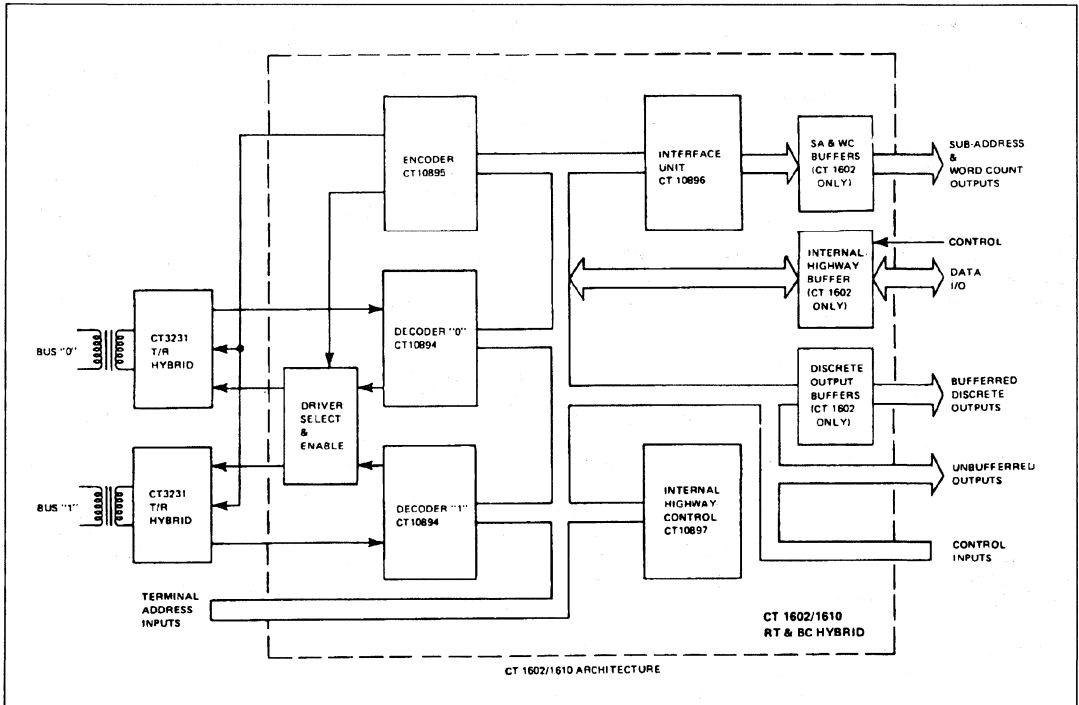 ENCODER
CT10895
INTERFACE
UNIT
CT 10896
SA & WC
BUFFERS
(CT 1602
ONLY)
SUB-ADDRESS
&
WORD COUNT
OUTPUTS
INTERNAL
HIGHWAY
BUFFER
(CT 1602
ONLY)
CONTROL
DATA
I/O
BUS "0"
CT3231
T/R
HYBRID
DECODER "0"
CT10894
DRIVER
SELECT
&
ENABLE
DISCRETE
OUTPUT
BUFFERS
(CT 1602
ONLY)
BUFFERRED
DISCRETE
OUTPUTS
BUS "1"
CT3231
T/R
HYBRID
DECODER "1"
CT10894
INTERNAL
HIGHWAY
CONTROL
CT10897
UNBUFFERRED
OUTPUTS
CONTROL
INPUTS
TERMINAL
ADDRESS
INPUTS
CT 1602/1610
RT & BC HYBRID
CT 1602/1610 ARCHITECTURE